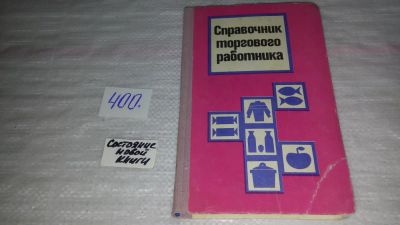 Справочник
торгового
работника
400.
Состояние
новой
книги